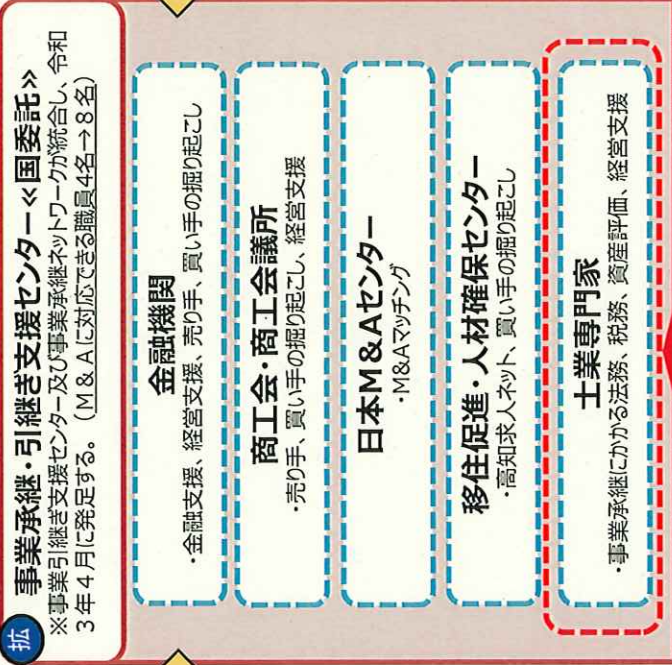 拡 事業承継・引継ぎ支援センター≪国委託≫
※事業引継ぎ支援センター及び事業承継ネットワークが統合し、令和
3年4月に発足する。（M&Aに対応できる職員4名→8名）
金融機関
・金融支援、経営支援、売り手、買い手の掘り起こし
商工会・商工会議所
・売り手、買い手の掘り起こし、経営支援
日本M&Aセンター
・M&Aマッチング
移住促進・人材確保センター
・高知求人ネット、買い手の掘り起こし
士業専門家
・事業承継にかかる法務、税務、資産評価、経営支援